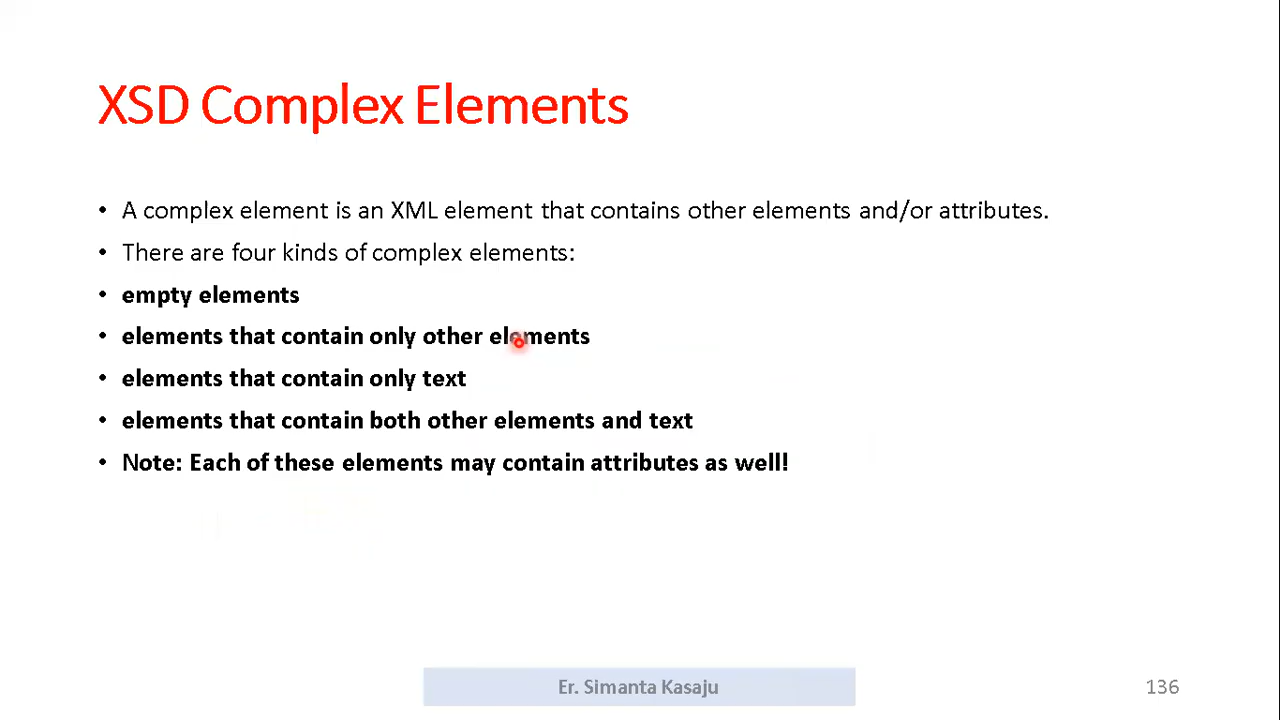 XSD Complex Elements
• A complex element is an XML element that contains other elements and/or attributes.
• There are four kinds of complex elements:
• empty elements
• elements that contain only other elements
• elements that contain only text
• elements that contain both other elements and text
• Note: Each of these elements may contain attributes as well!
Er. Simanta Kasaju
136